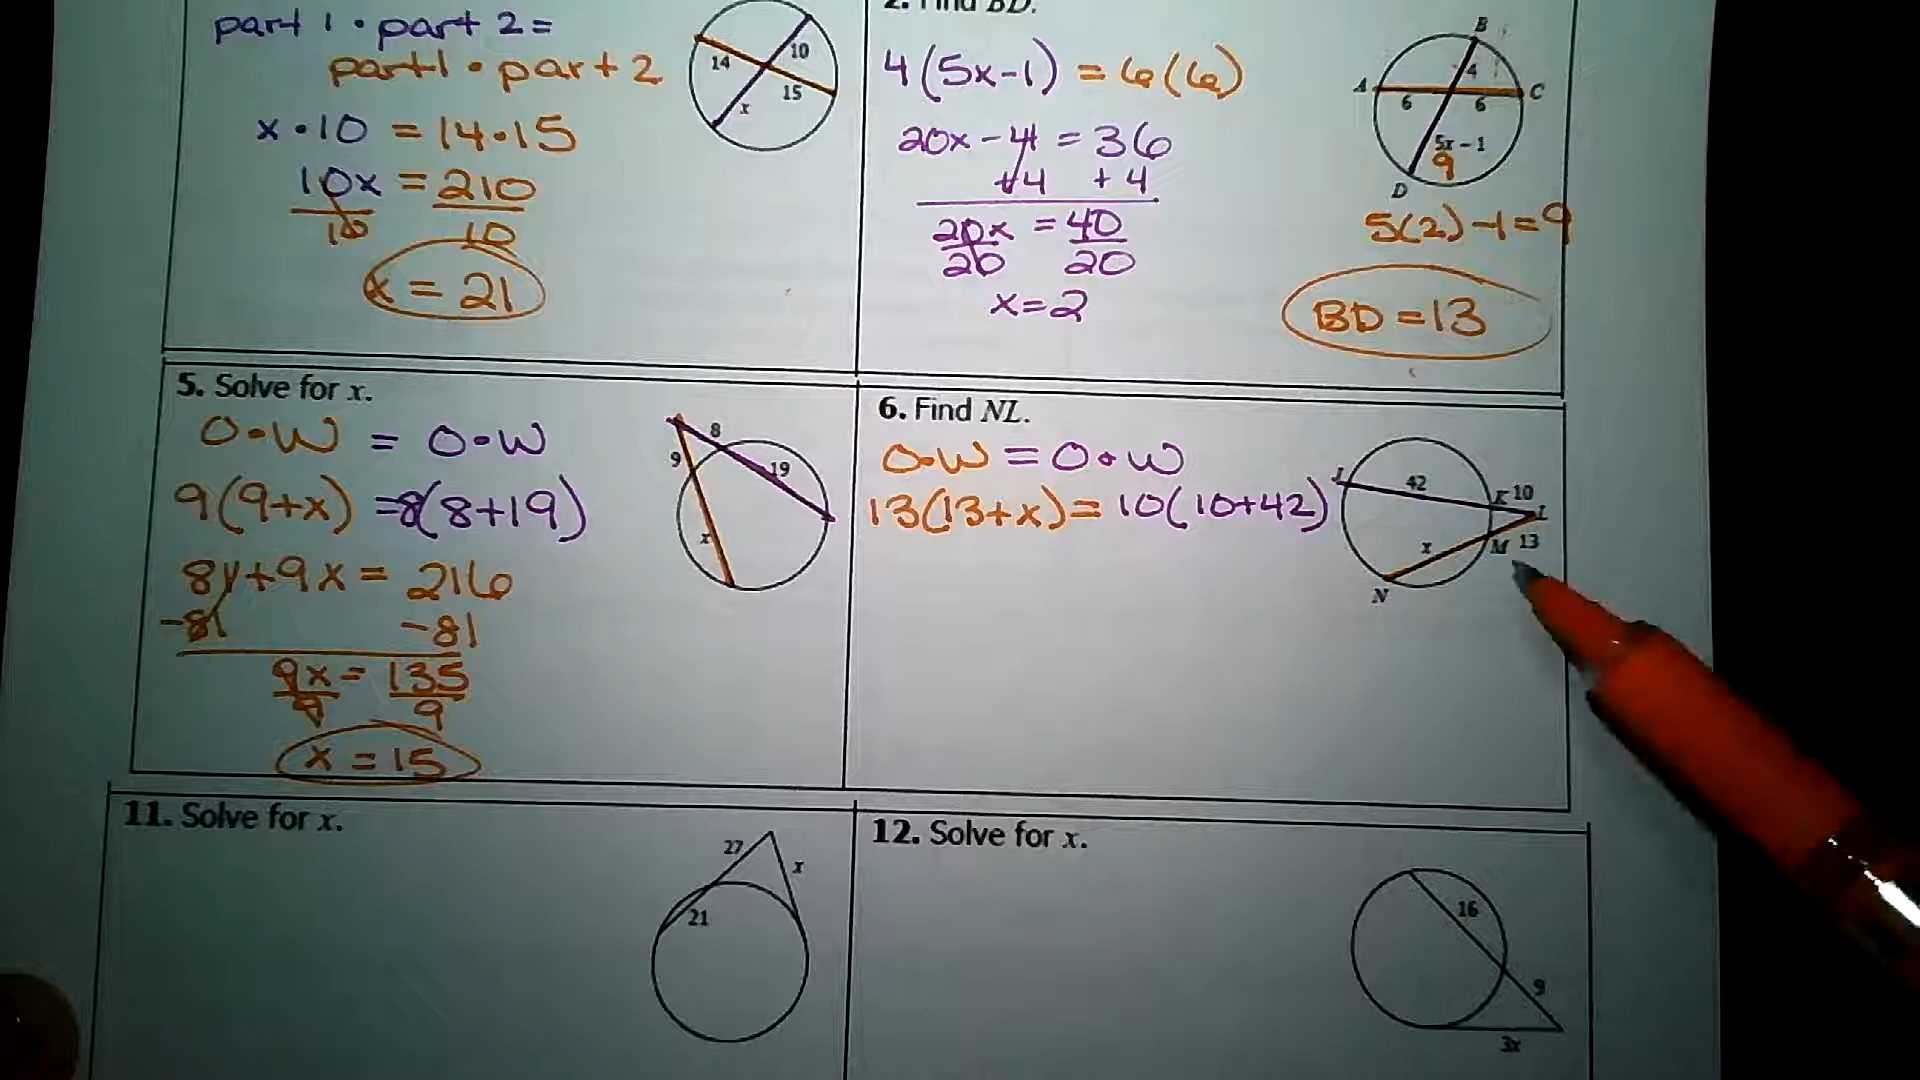 part 1 • part 2 =
part 1 • part 2
x • 10 = 14 • 15
10x = 210
10 10
x = 21
14
10
15
x
2. Find BD.
4(5x-1) = 6(6)
20x - 4 = 36
+4 +4
20x = 40
20 20
x = 2
B
4
A
6
6
C
5x - 1
9
D
5(2)-1=9
BD = 13
5. Solve for x.
O•W = O•W
9(9+x) = 8(8+19)
81+9x = 216
-81 -81
9x = 135
9 9
x = 15
8
9
19
x
6. Find NL.
O•W = O•W
13(13+x) = 10(10+42)
J
42
K 10
L
x
M 13
N
11. Solve for x.
27
x
21
12. Solve for x.
16
9
3x